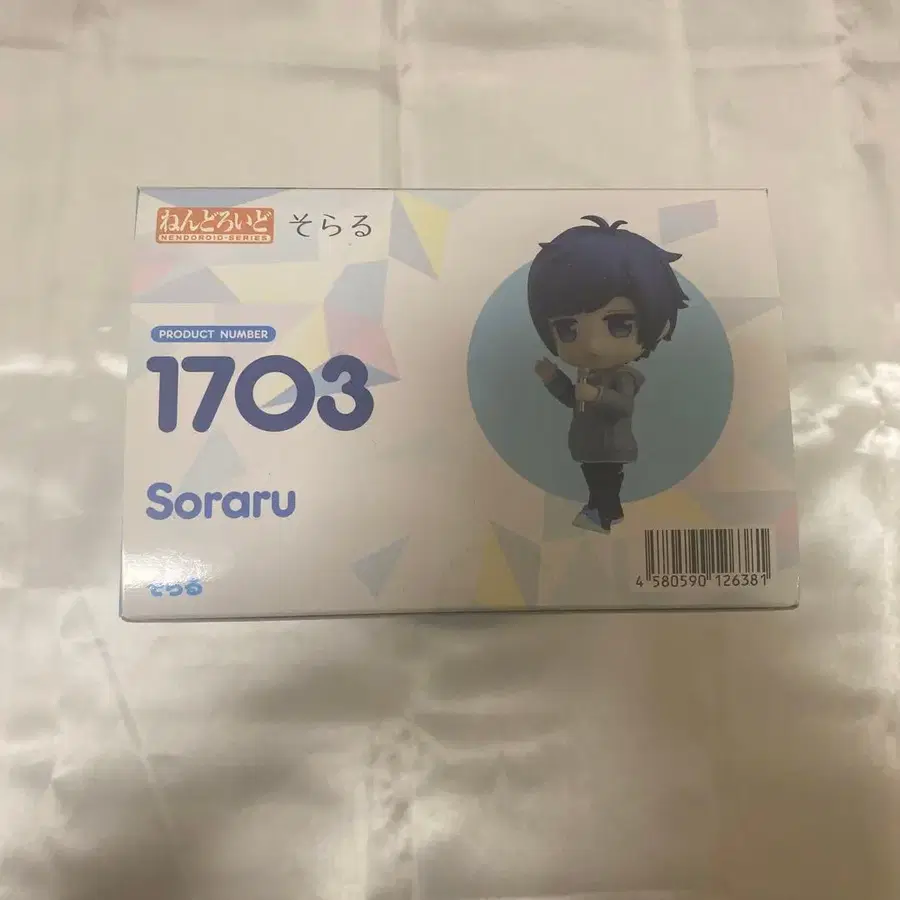 ねんどろいど そらる
NENDOROID-SERIES
PRODUCT NUMBER
1703
Soraru
そらる
4 580590 126381